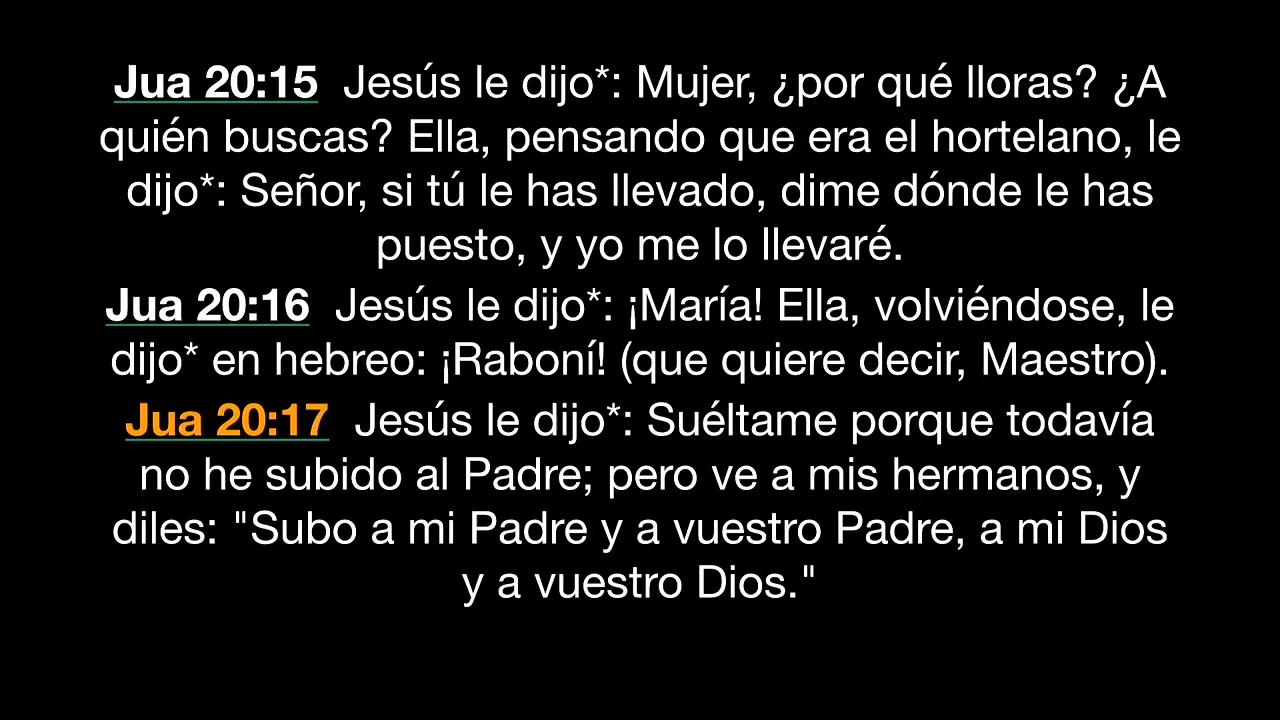 Jua 20:15 Jesús le dijo*: Mujer, ¿por qué lloras? ¿A
quién buscas? Ella, pensando que era el hortelano, le
dijo*: Señor, si tú le has llevado, dime dónde le has
puesto, y yo me lo llevaré.
Jua 20:16 Jesús le dijo*: ¡María! Ella, volviéndose, le
dijo* en hebreo: ¡Raboní! (que quiere decir, Maestro).
Jua 20:17 Jesús le dijo*: Suéltame porque todavía
no he subido al Padre; pero ve a mis hermanos, y
diles: "Subo a mi Padre y a vuestro Padre, a mi Dios
y a vuestro Dios."